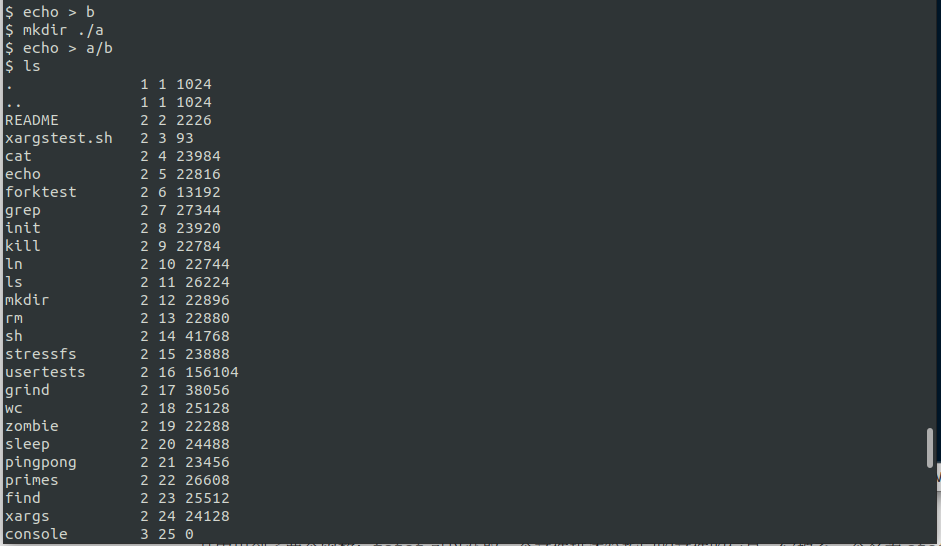 $ echo > b
$ mkdir ./a
$ echo > a/b
$ ls
.              1 1 1024
..             1 1 1024
README         2 2 2226
xargstest.sh   2 3 93
cat            2 4 23984
echo           2 5 22816
forktest       2 6 13192
grep           2 7 27344
init           2 8 23920
kill           2 9 22784
ln             2 10 22744
ls             2 11 26224
mkdir          2 12 22896
rm             2 13 22880
sh             2 14 41768
stressfs       2 15 23888
usertests      2 16 156104
grind          2 17 38056
wc             2 18 25128
zombie         2 19 22288
sleep          2 20 24488
pingpong       2 21 23456
primes         2 22 26608
find           2 23 25512
xargs          2 24 24128
console        3 25 0